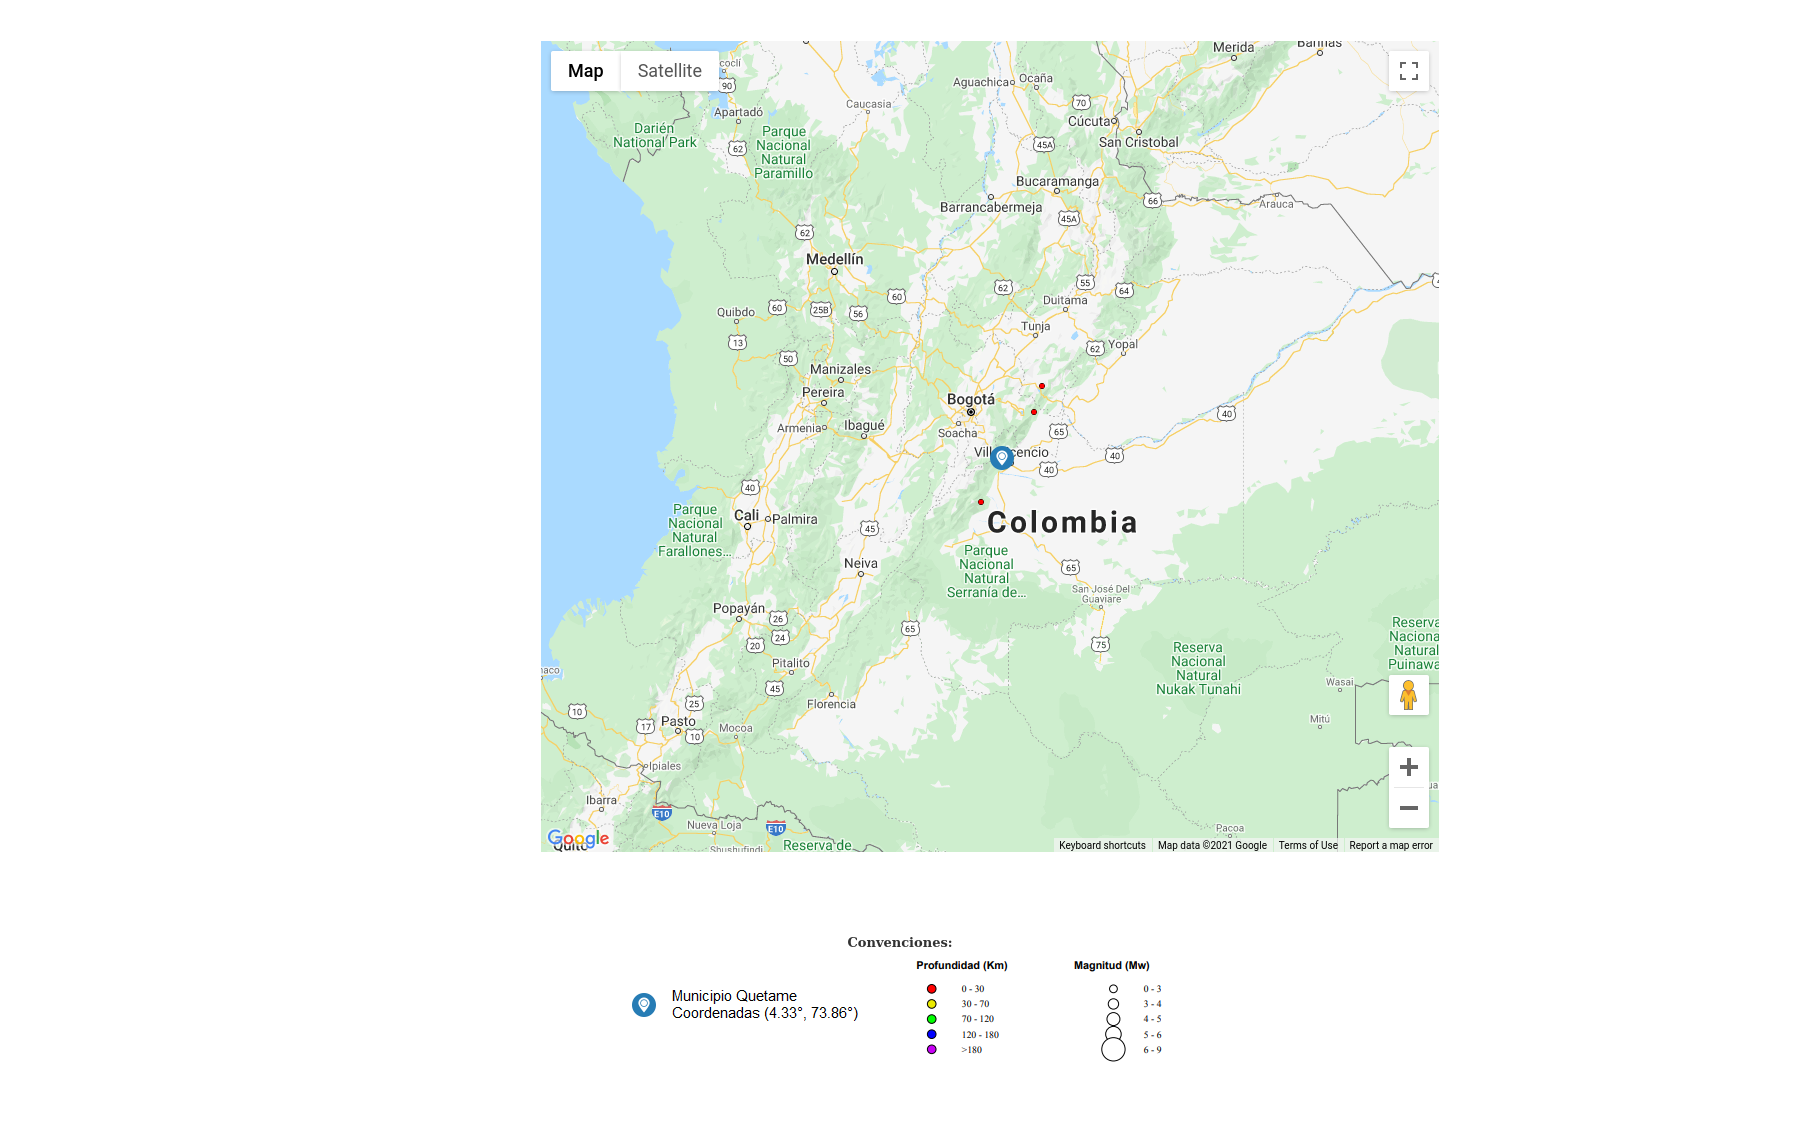 Map
Satellite
cocli
Merida
Barinas
Aguachica
Ocaña
90
Caucasia
70
Apartadó
Cúcuta
Darién
National Park
Parque
Nacional
Natural
Paramillo
62
45A
San Cristobal
Bucaramanga
Barrancabermeja
66
Arauca
45A
62
Medellín
62
55
64
60
Duitama
Quibdo
60
25B
56
Tunja
13
62
Yopal
50
Manizales
Pereira
Bogotá
Armenia
Ibagué
Soacha
65
40
Vill
cencio
40
40
40
Parque
Nacional
Natural
Farallones...
Cali
Palmira
45
Colombia
Parque
Nacional
Natural
Serranía de...
Neiva
65
San José Del
Guaviare
Popayán
26
24
20
65
75
Reserva
Nacional
Natural
Nukak Tunahi
Reserva
Naciona
Natural
Puinawa
Pitalito
naco
45
Wasai
Florencia
25
10
17
Pasto
10
Mocoa
Mitú
Ipiales
Ibarra
E10
Nueva Loja
E10
Pacoa
Google
Quito
Shushufindi
Reserva de
Keyboard shortcuts
Map data ©2021 Google
Terms of Use
Report a map error
Convenciones:
Profundidad (Km)
Magnitud (Mw)
Municipio Quetame
Coordenadas (4.33°, 73.86°)
0 - 30
30 - 70
70 - 120
120 - 180
>180
0 - 3
3 - 4
4 - 5
5 - 6
6 - 9